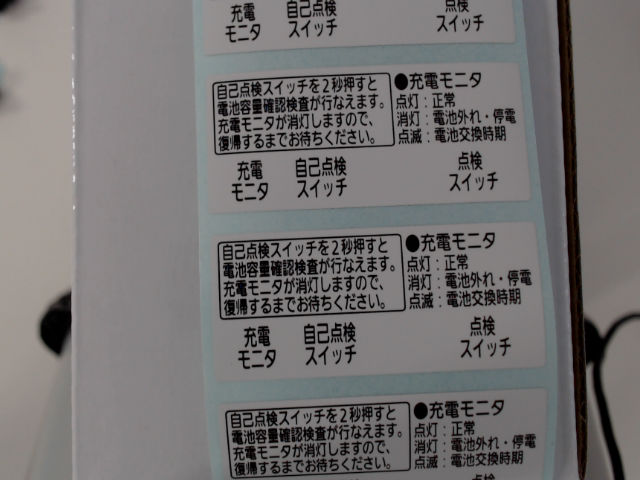 充電 自己点検 点検
モニタ スイッチ スイッチ
自己点検スイッチを2秒押すと
電池容量確認検査が行なえます。
充電モニタが消灯しますので、
復帰するまでお待ちください。
●充電モニタ
点灯：正常
消灯：電池外れ・停電
点滅：電池交換時期
充電 自己点検 点検
モニタ スイッチ スイッチ
自己点検スイッチを2秒押すと
電池容量確認検査が行なえます。
充電モニタが消灯しますので、
復帰するまでお待ちください。
●充電モニタ
点灯：正常
消灯：電池外れ・停電
点滅：電池交換時期
充電 自己点検 点検
モニタ スイッチ スイッチ
自己点検スイッチを2秒押すと
電池容量確認検査が行なえます。
充電モニタが消灯しますので、
復帰するまでお待ちください。
●充電モニタ
点灯：正常
消灯：電池外れ・停電
点滅：電池交換時期